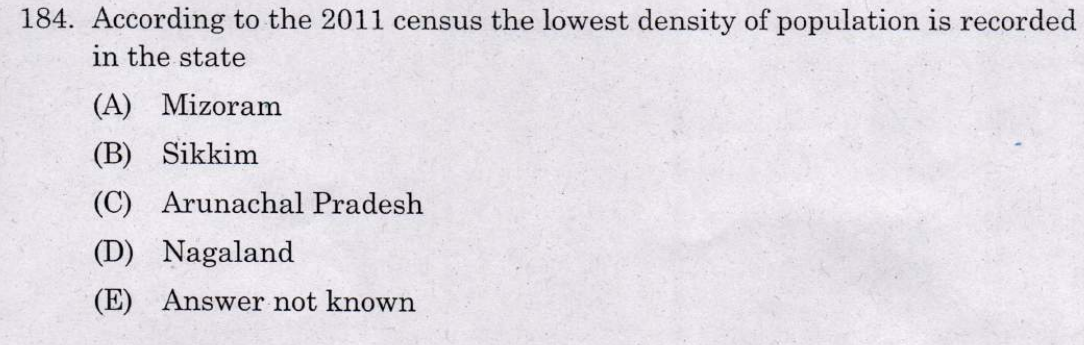 184. According to the 2011 census the lowest density of population is recorded
in the state
(A) Mizoram
(B) Sikkim
(C) Arunachal Pradesh
(D) Nagaland
(E) Answer not known